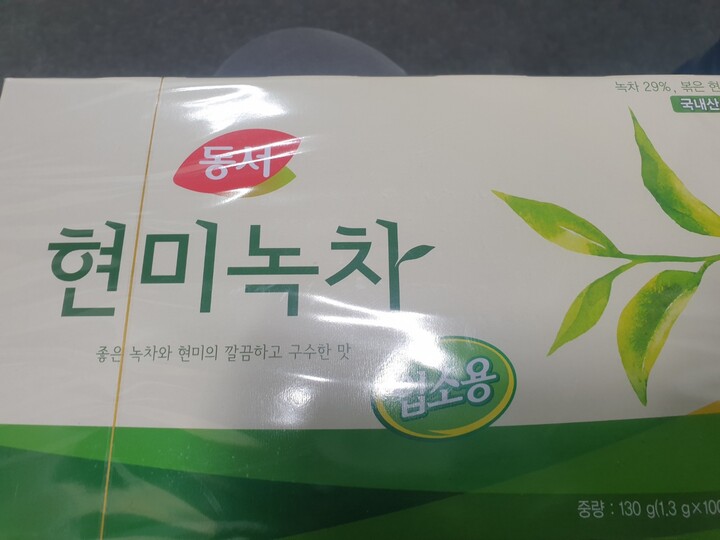 녹차 29%, 볶은 현
국내산
동서
현미녹차
좋은 녹차와 현미의 깔끔하고 구수한 맛
업소용
중량 : 130 g(1.3 g×100